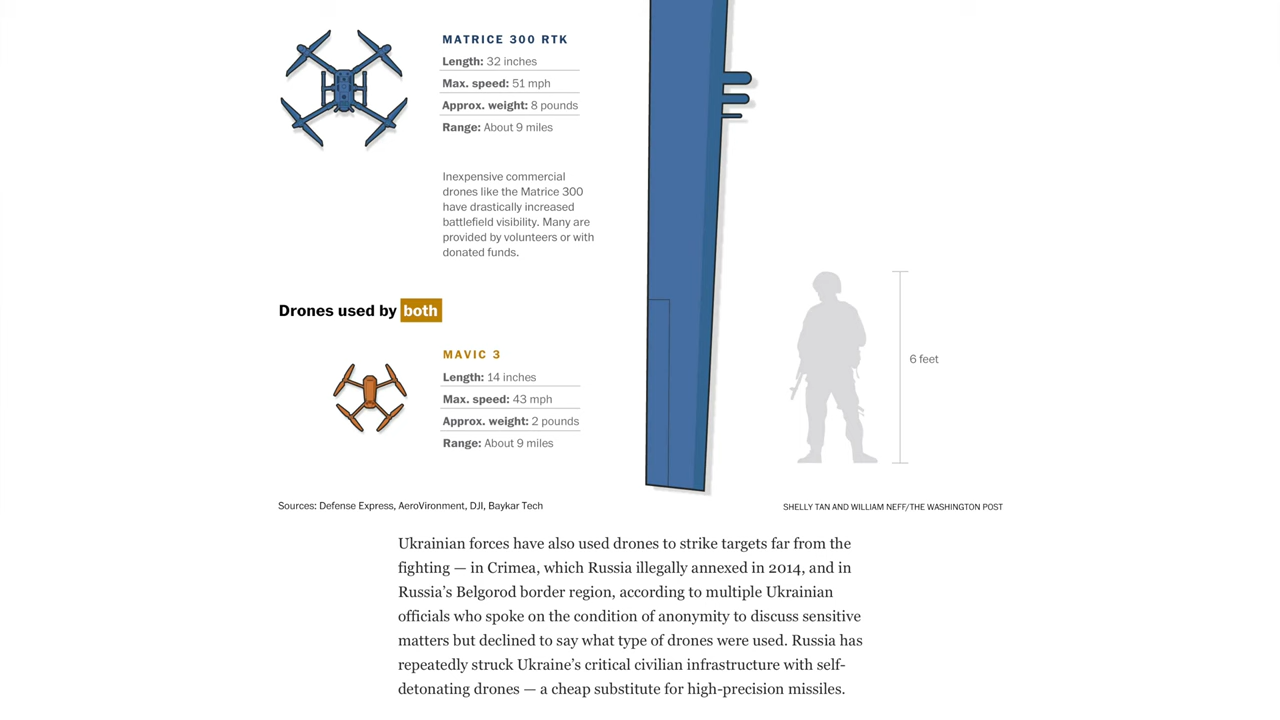 MATRICE 300 RTK
Length: 32 inches
Max. speed: 51 mph
Approx. weight: 8 pounds
Range: About 9 miles
Inexpensive commercial
drones like the Matrice 300
have drastically increased
battlefield visibility. Many are
provided by volunteers or with
donated funds.
Drones used by both
MAVIC 3
Length: 14 inches
Max. speed: 43 mph
Approx. weight: 2 pounds
Range: About 9 miles
6 feet
Sources: Defense Express, AeroVironment, DJI, Baykar Tech
SHELLY TAN AND WILLIAM NEFF/THE WASHINGTON POST
Ukrainian forces have also used drones to strike targets far from the
fighting — in Crimea, which Russia illegally annexed in 2014, and in
Russia’s Belgorod border region, according to multiple Ukrainian
officials who spoke on the condition of anonymity to discuss sensitive
matters but declined to say what type of drones were used. Russia has
repeatedly struck Ukraine’s critical civilian infrastructure with self-
detonating drones — a cheap substitute for high-precision missiles.